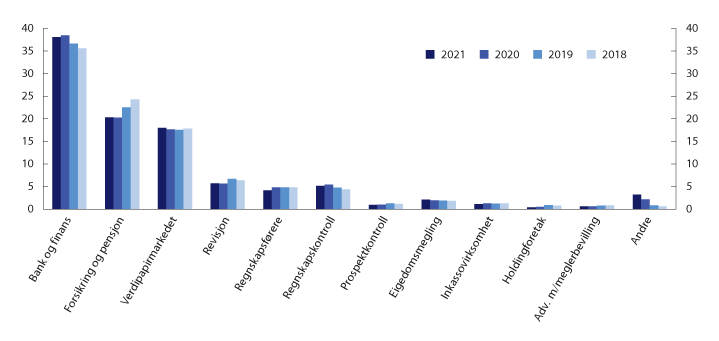 40 40
35 35
30 30
25 25
20 20
15 15
10 10
5 5
0 0
2021 2020 2019 2018
Bank og finans
Forsikring og pensjon
Verdipapirmarkedet
Revisjon
Regnskapsførere
Regnskapskontroll
Prospektkontroll
Eigedomsmegling
Inkassovirksomhet
Holdingforetak
Adv. m/meglerbevilling
Andre